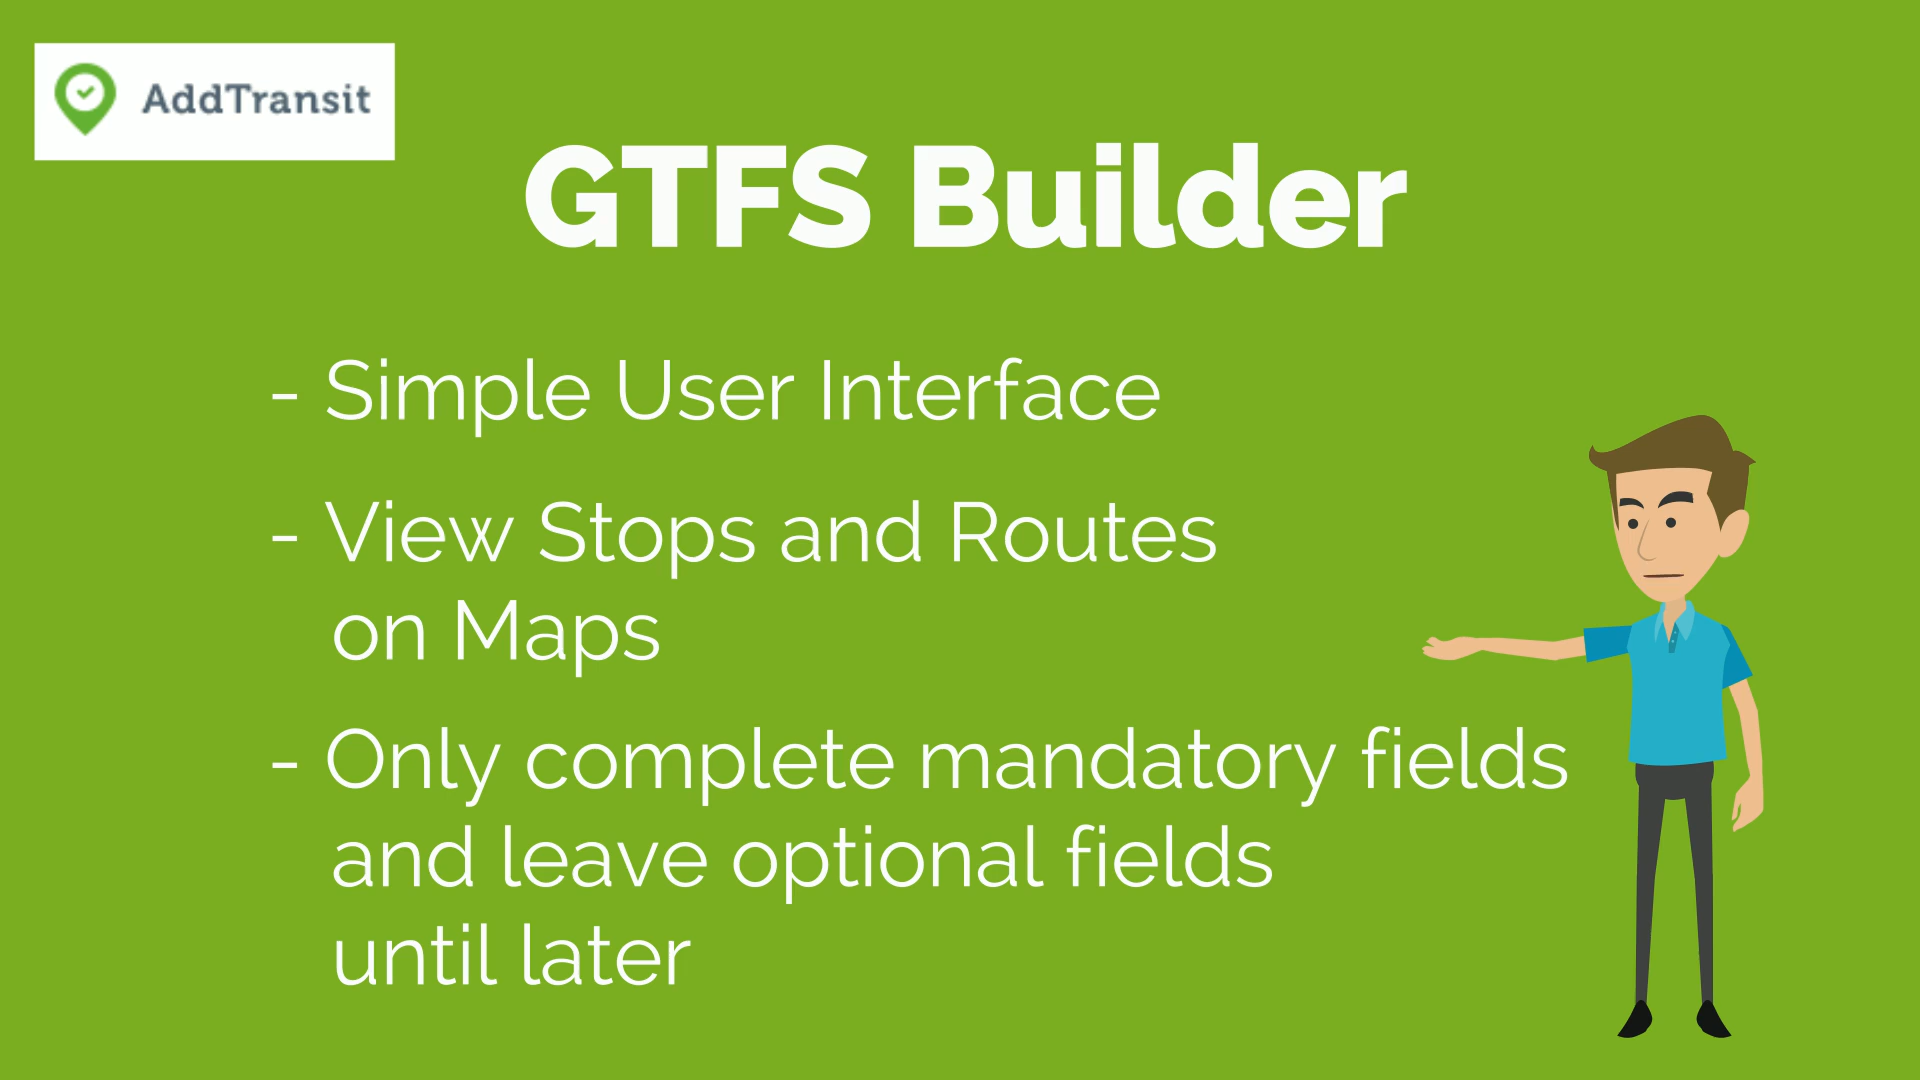 AddTransit
GTFS Builder
- Simple User Interface
- View Stops and Routes
on Maps
- Only complete mandatory fields
and leave optional fields
until later